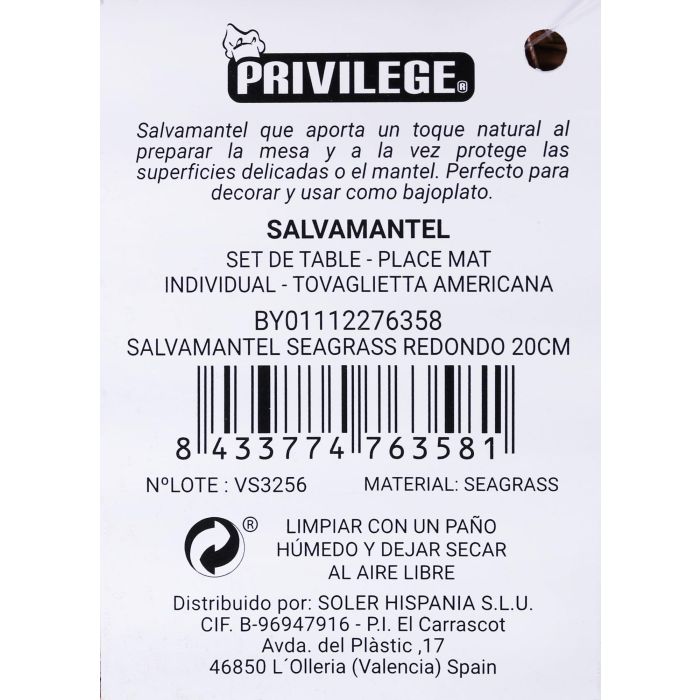 PRIVILEGE®
Salvamantel que aporta un toque natural al
preparar la mesa y a la vez protege las
superficies delicadas o el mantel. Perfecto para
decorar y usar como bajoplato.
SALVAMANTEL
SET DE TABLE - PLACE MAT
INDIVIDUAL - TOVAGLIETTA AMERICANA
BY01112276358
SALVAMANTEL SEAGRASS REDONDO 20CM
8 433774 763581
NºLOTE : VS3256 MATERIAL: SEAGRASS
® LIMPIAR CON UN PAÑO
HÚMEDO Y DEJAR SECAR
AL AIRE LIBRE
Distribuido por: SOLER HISPANIA S.L.U.
CIF. B-96947916 - P.I. El Carrascot
Avda. del Plàstic ,17
46850 L´Olleria (Valencia) Spain